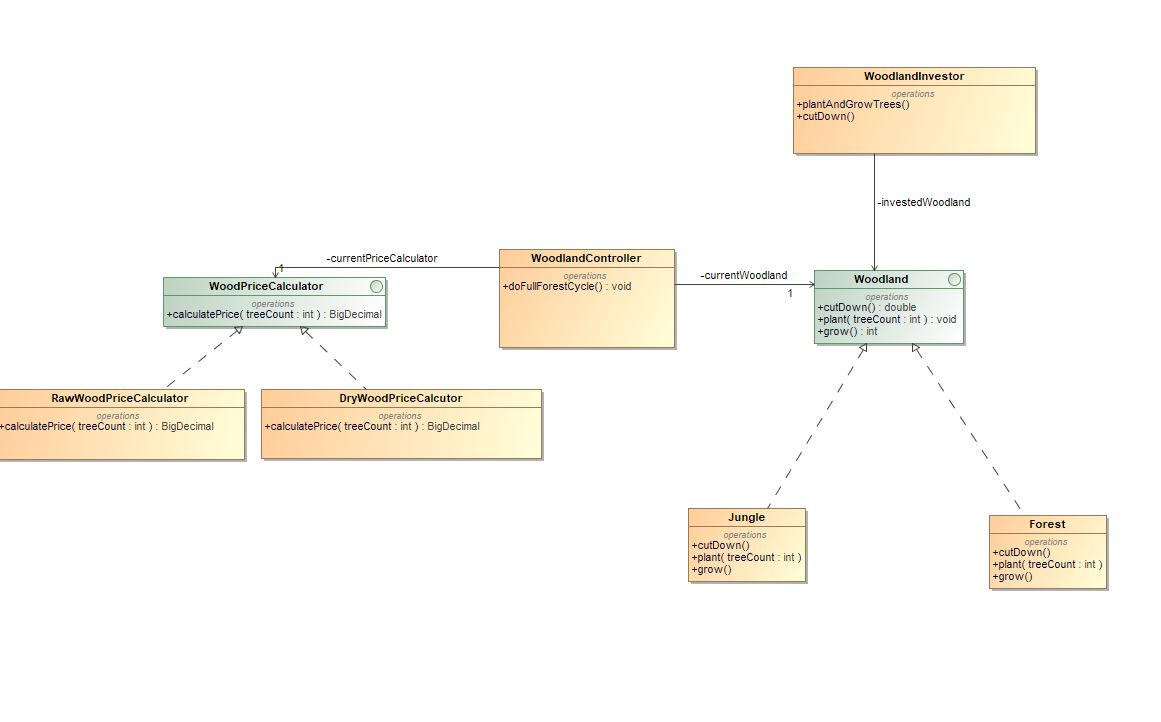 WoodlandInvestor
operations
+plantAndGrowTrees()
+cutDown()
-investedWoodland
-currentPriceCalculator
1
WoodPriceCalculator
operations
+calculatePrice( treeCount : int ) : BigDecimal
WoodlandController
operations
+doFullForestCycle() : void
-currentWoodland
1
Woodland
operations
+cutDown() : double
+plant( treeCount : int ) : void
+grow() : int
RawWoodPriceCalculator
operations
+calculatePrice( treeCount : int ) : BigDecimal
DryWoodPriceCalcutor
operations
+calculatePrice( treeCount : int ) : BigDecimal
Jungle
operations
+cutDown()
+plant( treeCount : int )
+grow()
Forest
operations
+cutDown()
+plant( treeCount : int )
+grow()